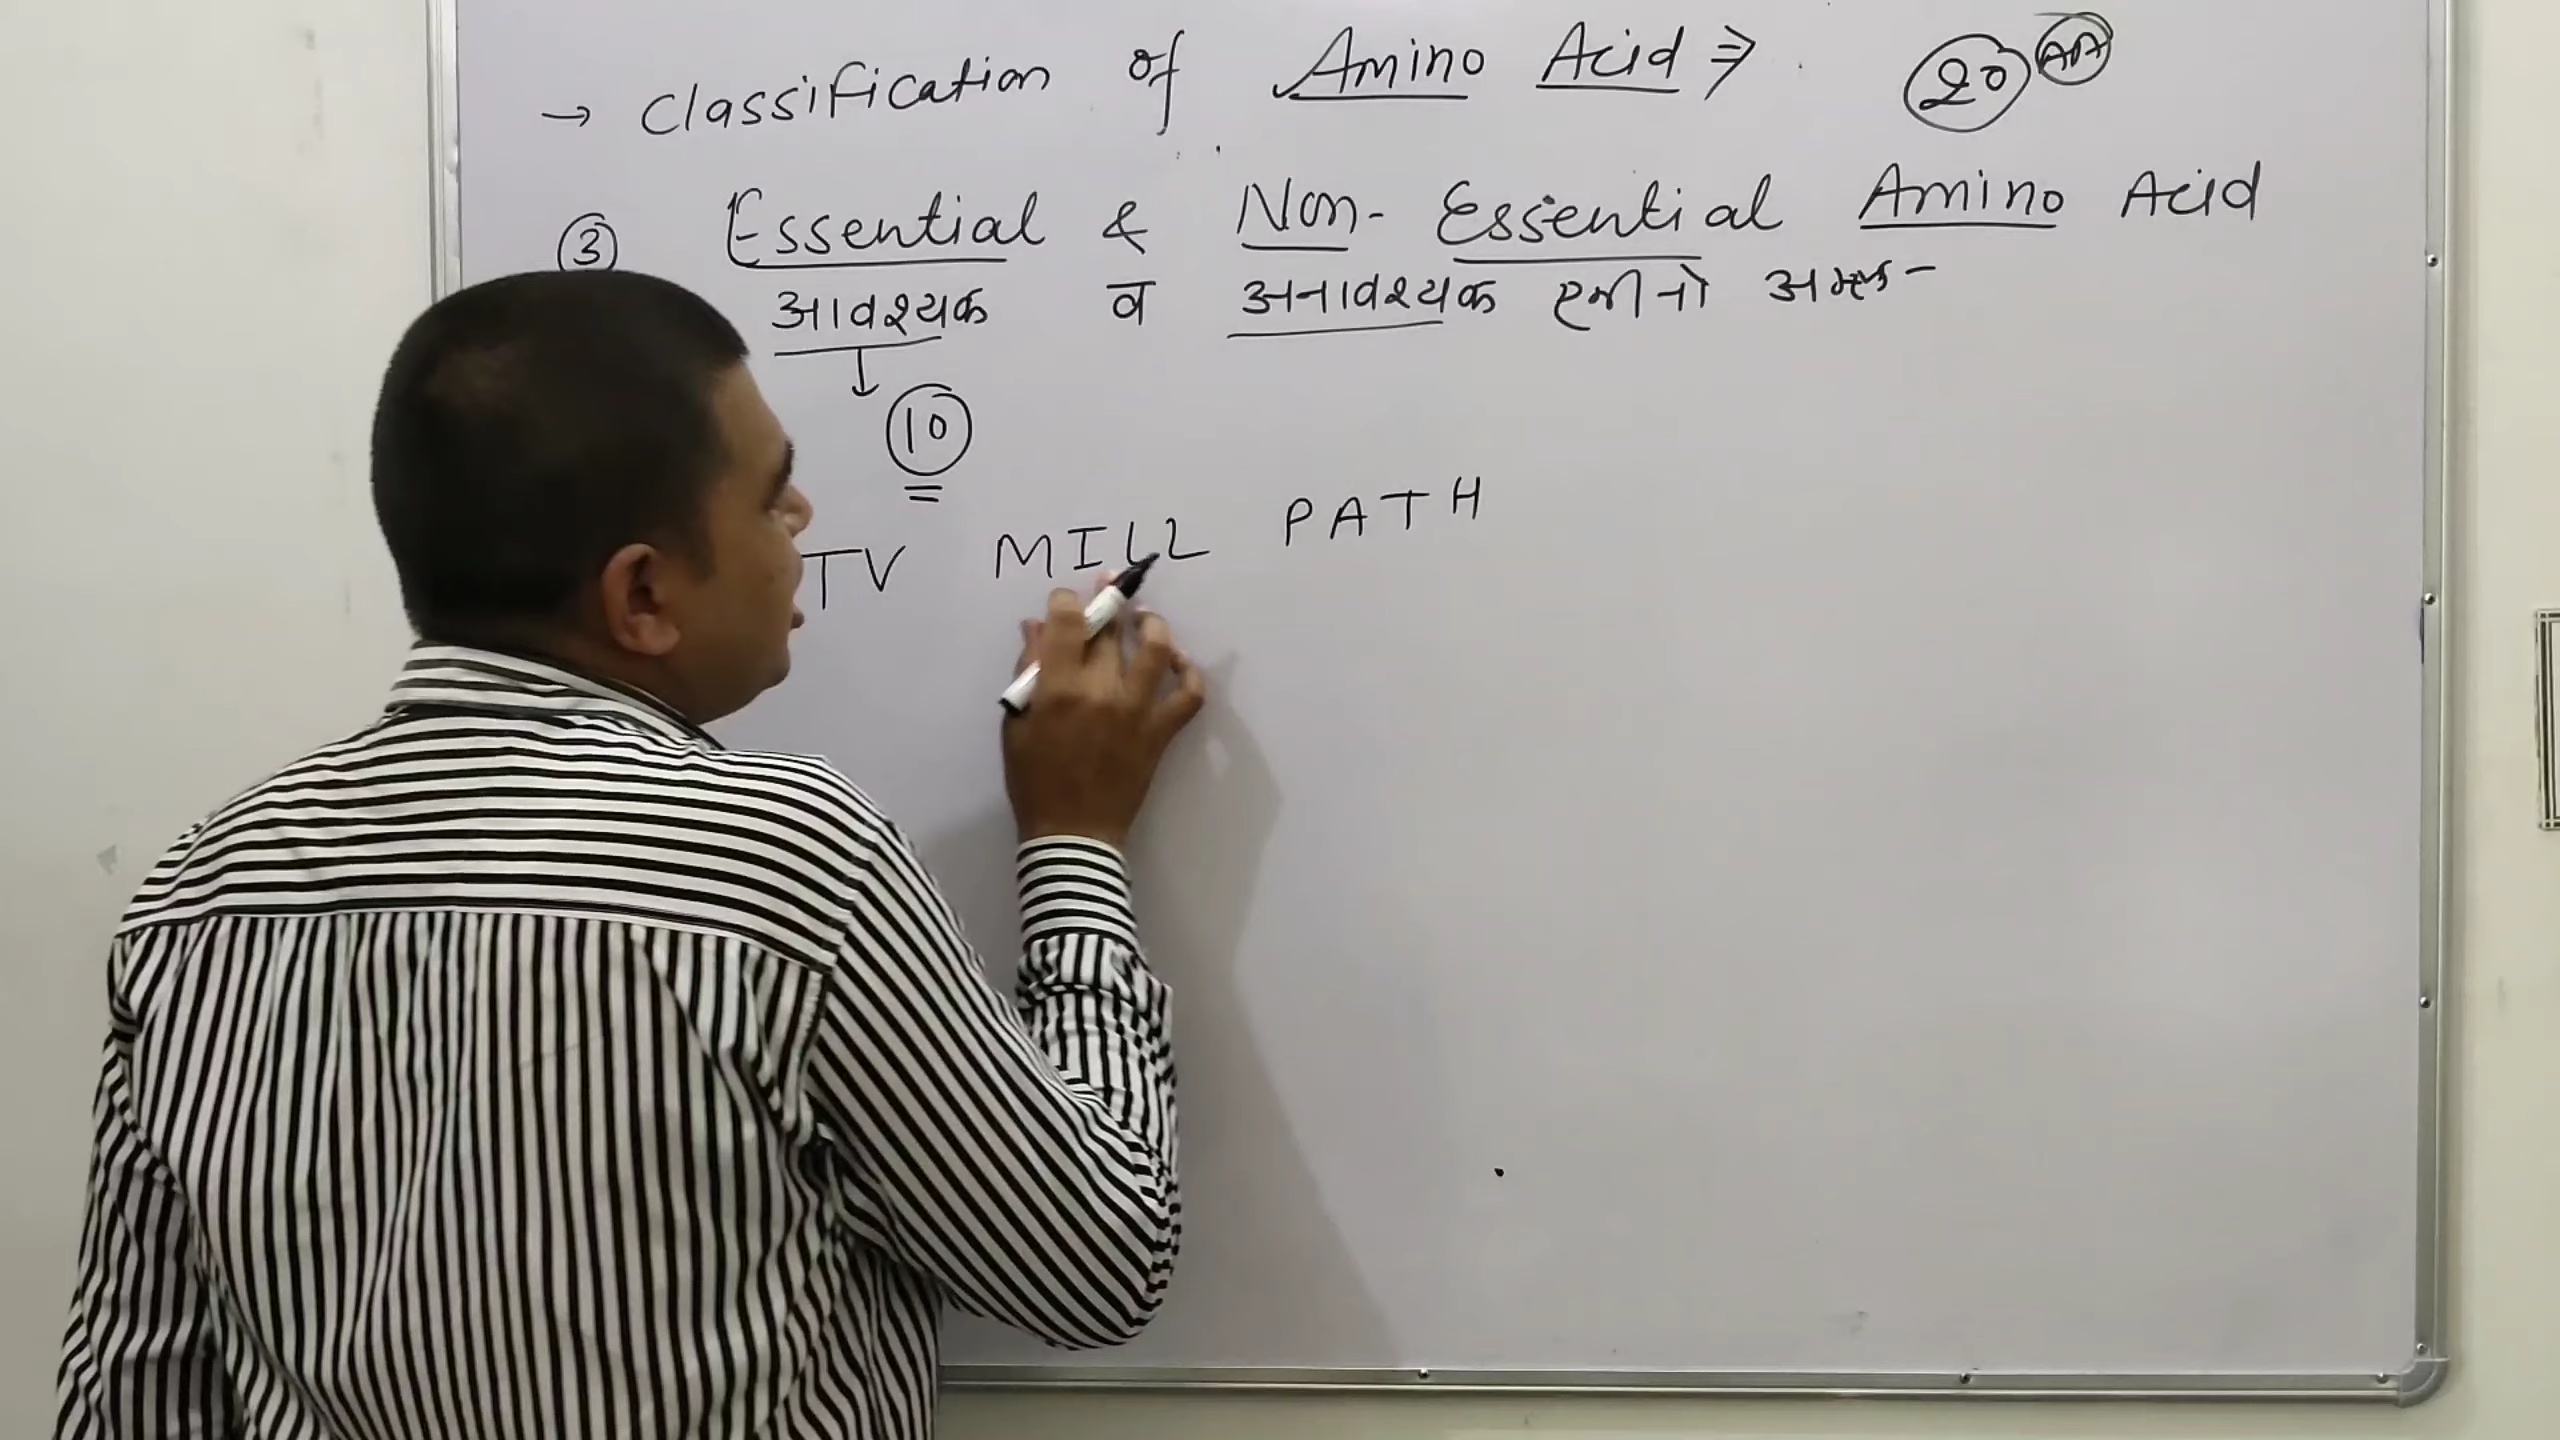 → Classification of Amino Acid ⇒ 20 AA
③ Essential & Non-Essential Amino Acid
आवश्यक व अनावश्यक एमीनो अम्ल -
↓
10
TV MILL PATH